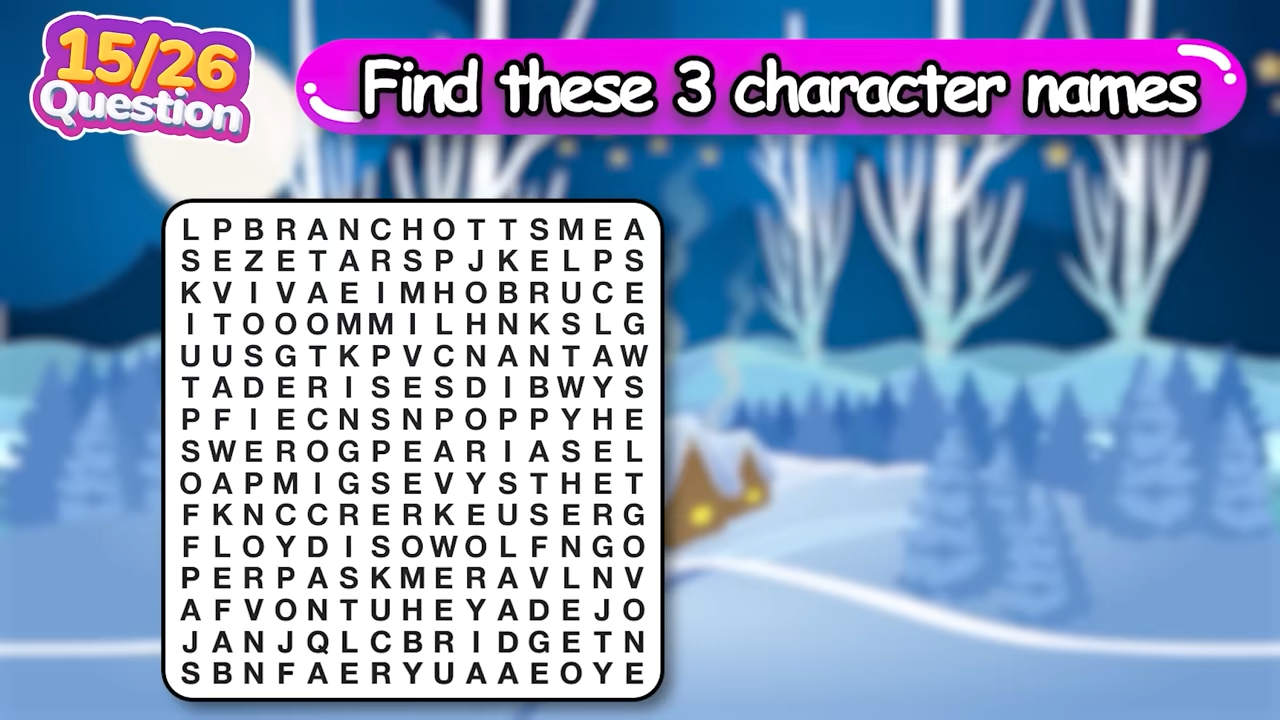 15/26
Question
Find these 3 character names
L P B R A N C H O T T S M E A
S E Z E T A R S P J K E L P S
K V I V A E I M H O B R U C E
I T O O O M M I L H N K S L G
U U S G T K P V C N A N T A W
T A D E R I S E S D I B W Y S
P F I E C N S N P O P P Y H E
S W E R O G P E A R I A S E L
O A P M I G S E V Y S T H E T
F K N C C R E R K E U S E R G
F L O Y D I S O W O L F N G O
P E R P A S K M E R A V L N V
A F V O N T U H E Y A D E J O
J A N J Q L C B R I D G E T N
S B N F A E R Y U A A E O Y E